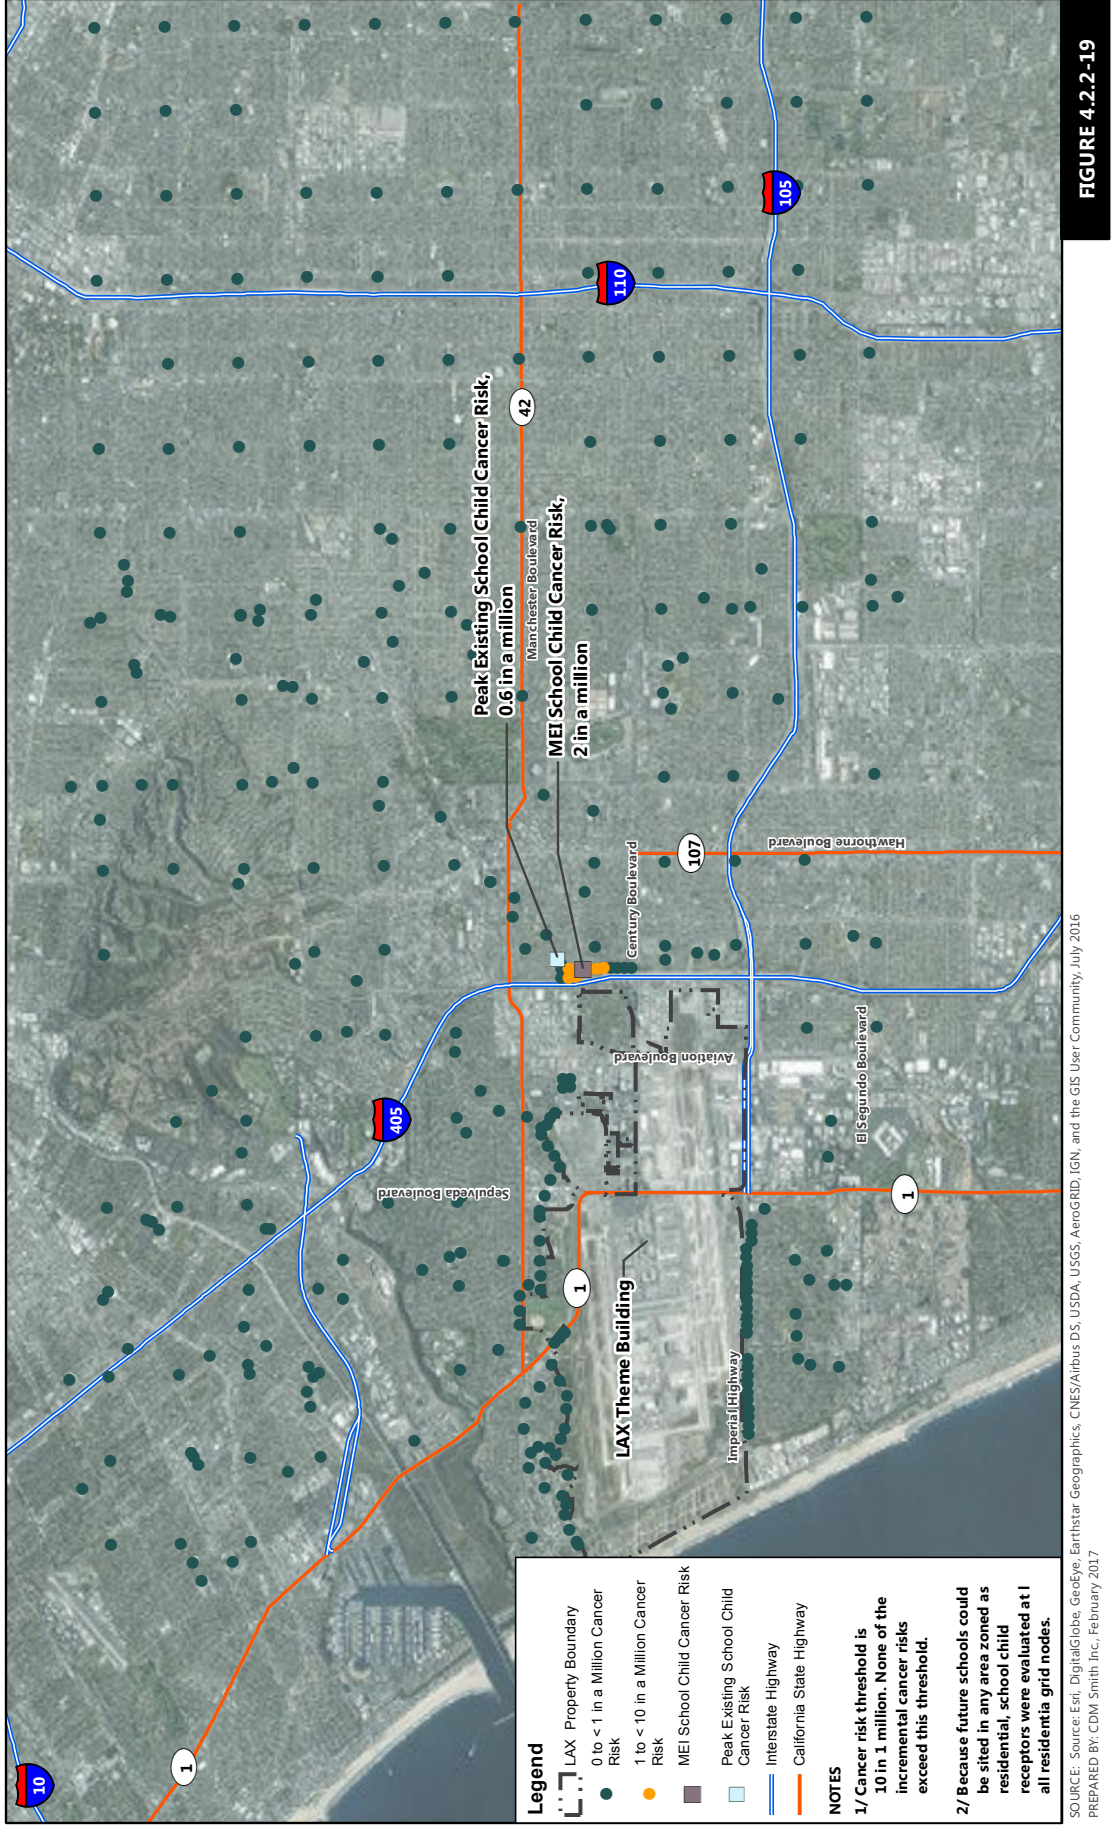 FIGURE 4.2.2-19
10
1
405
110
105
42
107
1
1
Peak Existing School Child Cancer Risk,
0.6 in a million
MEI School Child Cancer Risk,
2 in a million
Manchester Boulevard
Century Boulevard
Hawthorne Boulevard
Aviation Boulevard
El Segundo Boulevard
Sepulveda Boulevard
Imperial Highway
LAX Theme Building
Legend
LAX Property Boundary
0 to < 1 in a Million Cancer
Risk
1 to < 10 in a Million Cancer
Risk
MEI School Child Cancer Risk
Peak Existing School Child
Cancer Risk
Interstate Highway
California State Highway
NOTES
1/ Cancer risk threshold is
10 in 1 million. None of the
incremental cancer risks
exceed this threshold.
2/ Because future schools could
be sited in any area zoned as
residential, school child
receptors were evaluated at l
all residential grid nodes.
SOURCE: Source: Esri, DigitalGlobe, GeoEye, Earthstar Geographics, CNES/Airbus DS, USDA, USGS, AeroGRID, IGN, and the GIS User Community, July 2016
PREPARED BY: CDM Smith Inc., February 2017